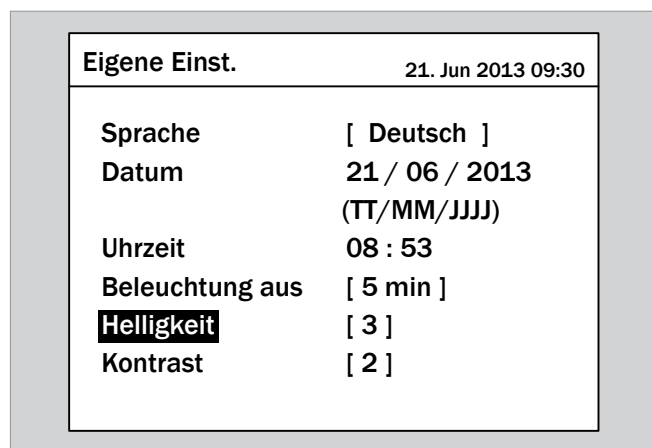 Eigene Einst. 21. Jun 2013 09:30
Sprache [ Deutsch ]
Datum 21 / 06 / 2013
(TT/MM/JJJJ)
Uhrzeit 08 : 53
Beleuchtung aus [ 5 min ]
Helligkeit [ 3 ]
Kontrast [ 2 ]